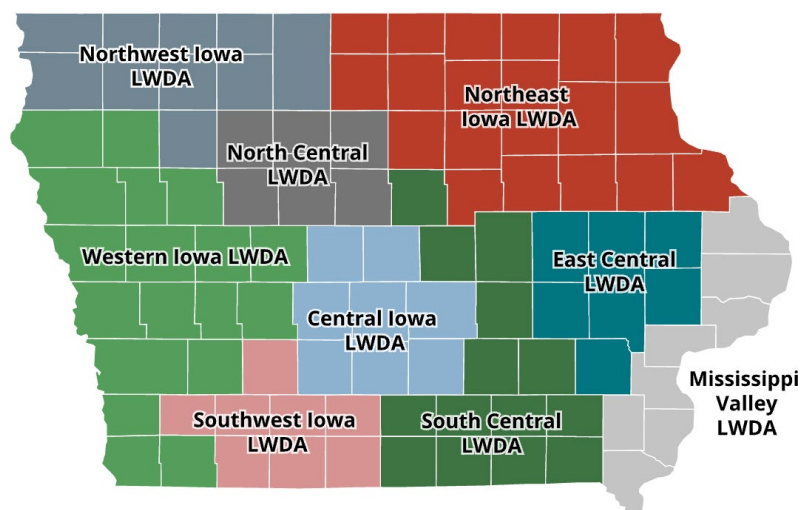 Northwest Iowa
LWDA
Northeast
Iowa LWDA
North Central
LWDA
Western Iowa LWDA
East Central
LWDA
Central Iowa
LWDA
Mississippi
Valley
LWDA
Southwest Iowa
LWDA
South Central
LWDA